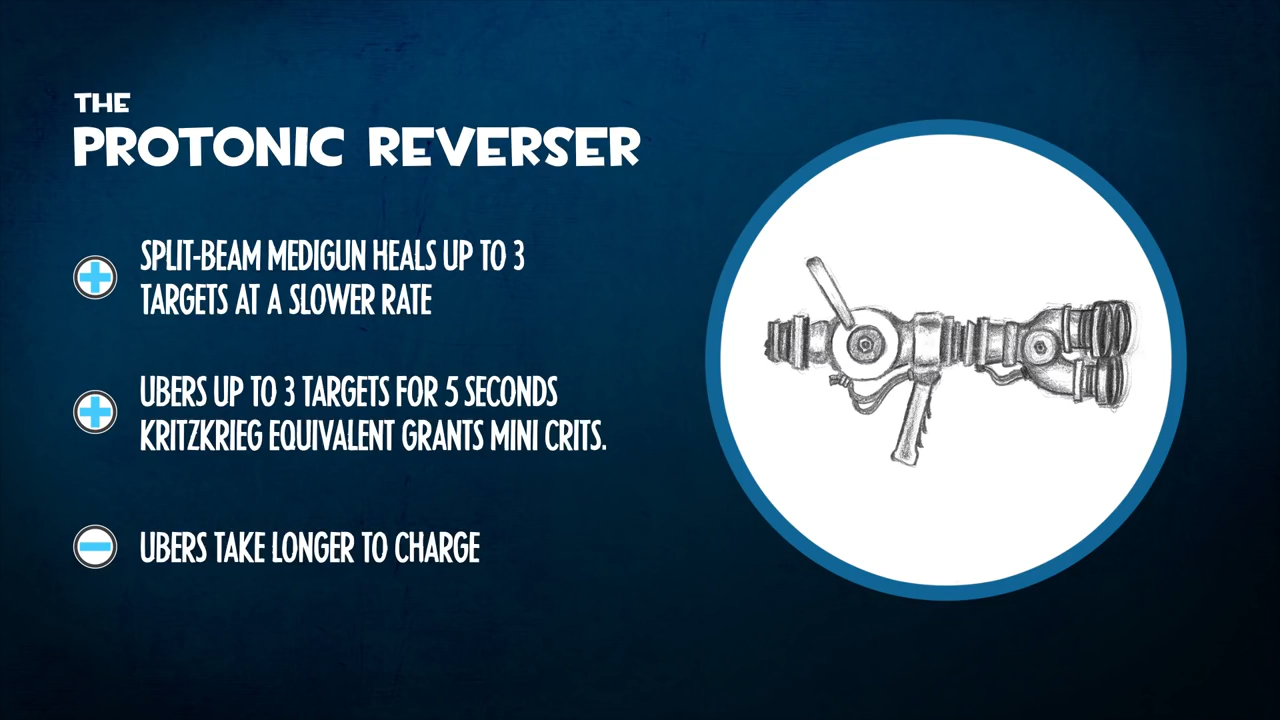 THE
PROTONIC REVERSER
SPLIT-BEAM MEDIGUN HEALS UP TO 3
TARGETS AT A SLOWER RATE
UBERS UP TO 3 TARGETS FOR 5 SECONDS
KRITZKRIEG EQUIVALENT GRANTS MINI CRITS.
UBERS TAKE LONGER TO CHARGE